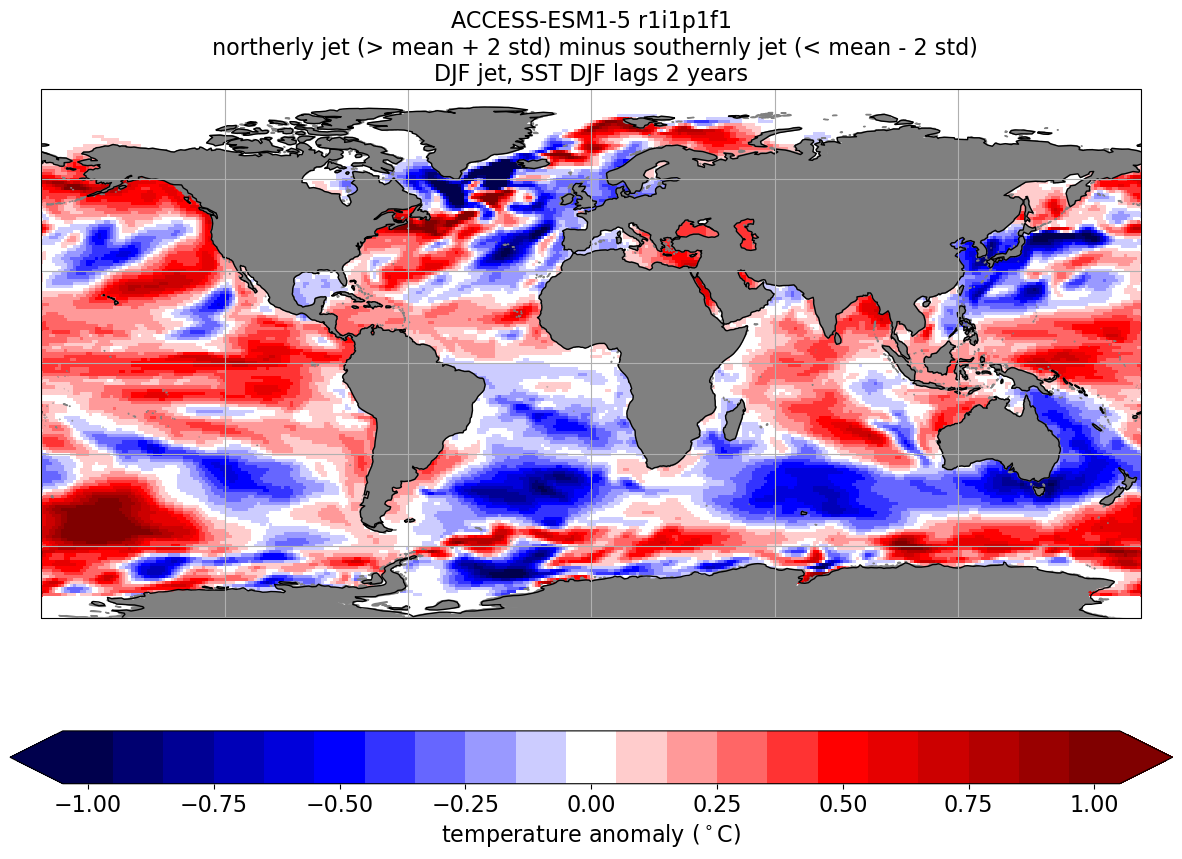 ACCESS-ESM1-5 r1i1p1f1
northerly jet (> mean + 2 std) minus southernly jet (< mean - 2 std)
DJF jet, SST DJF lags 2 years
−1.00 −0.75 −0.50 −0.25 0.00 0.25 0.50 0.75 1.00
temperature anomaly (°C)